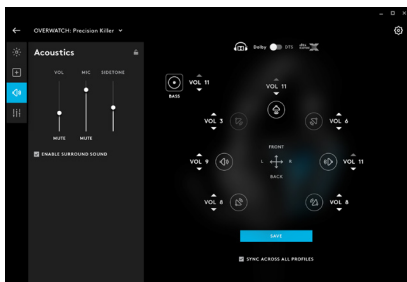 OVERWATCH: Precision Killer
Acoustics
VOL MIC SIDETONE
MUTE MUTE
ENABLE SURROUND SOUND
Dolby DTS
VOL 11
BASS
VOL 11
VOL 3
VOL 6
FRONT
VOL 9
L R
VOL 11
BACK
VOL 8
VOL 8
SAVE
SYNC ACROSS ALL PROFILES